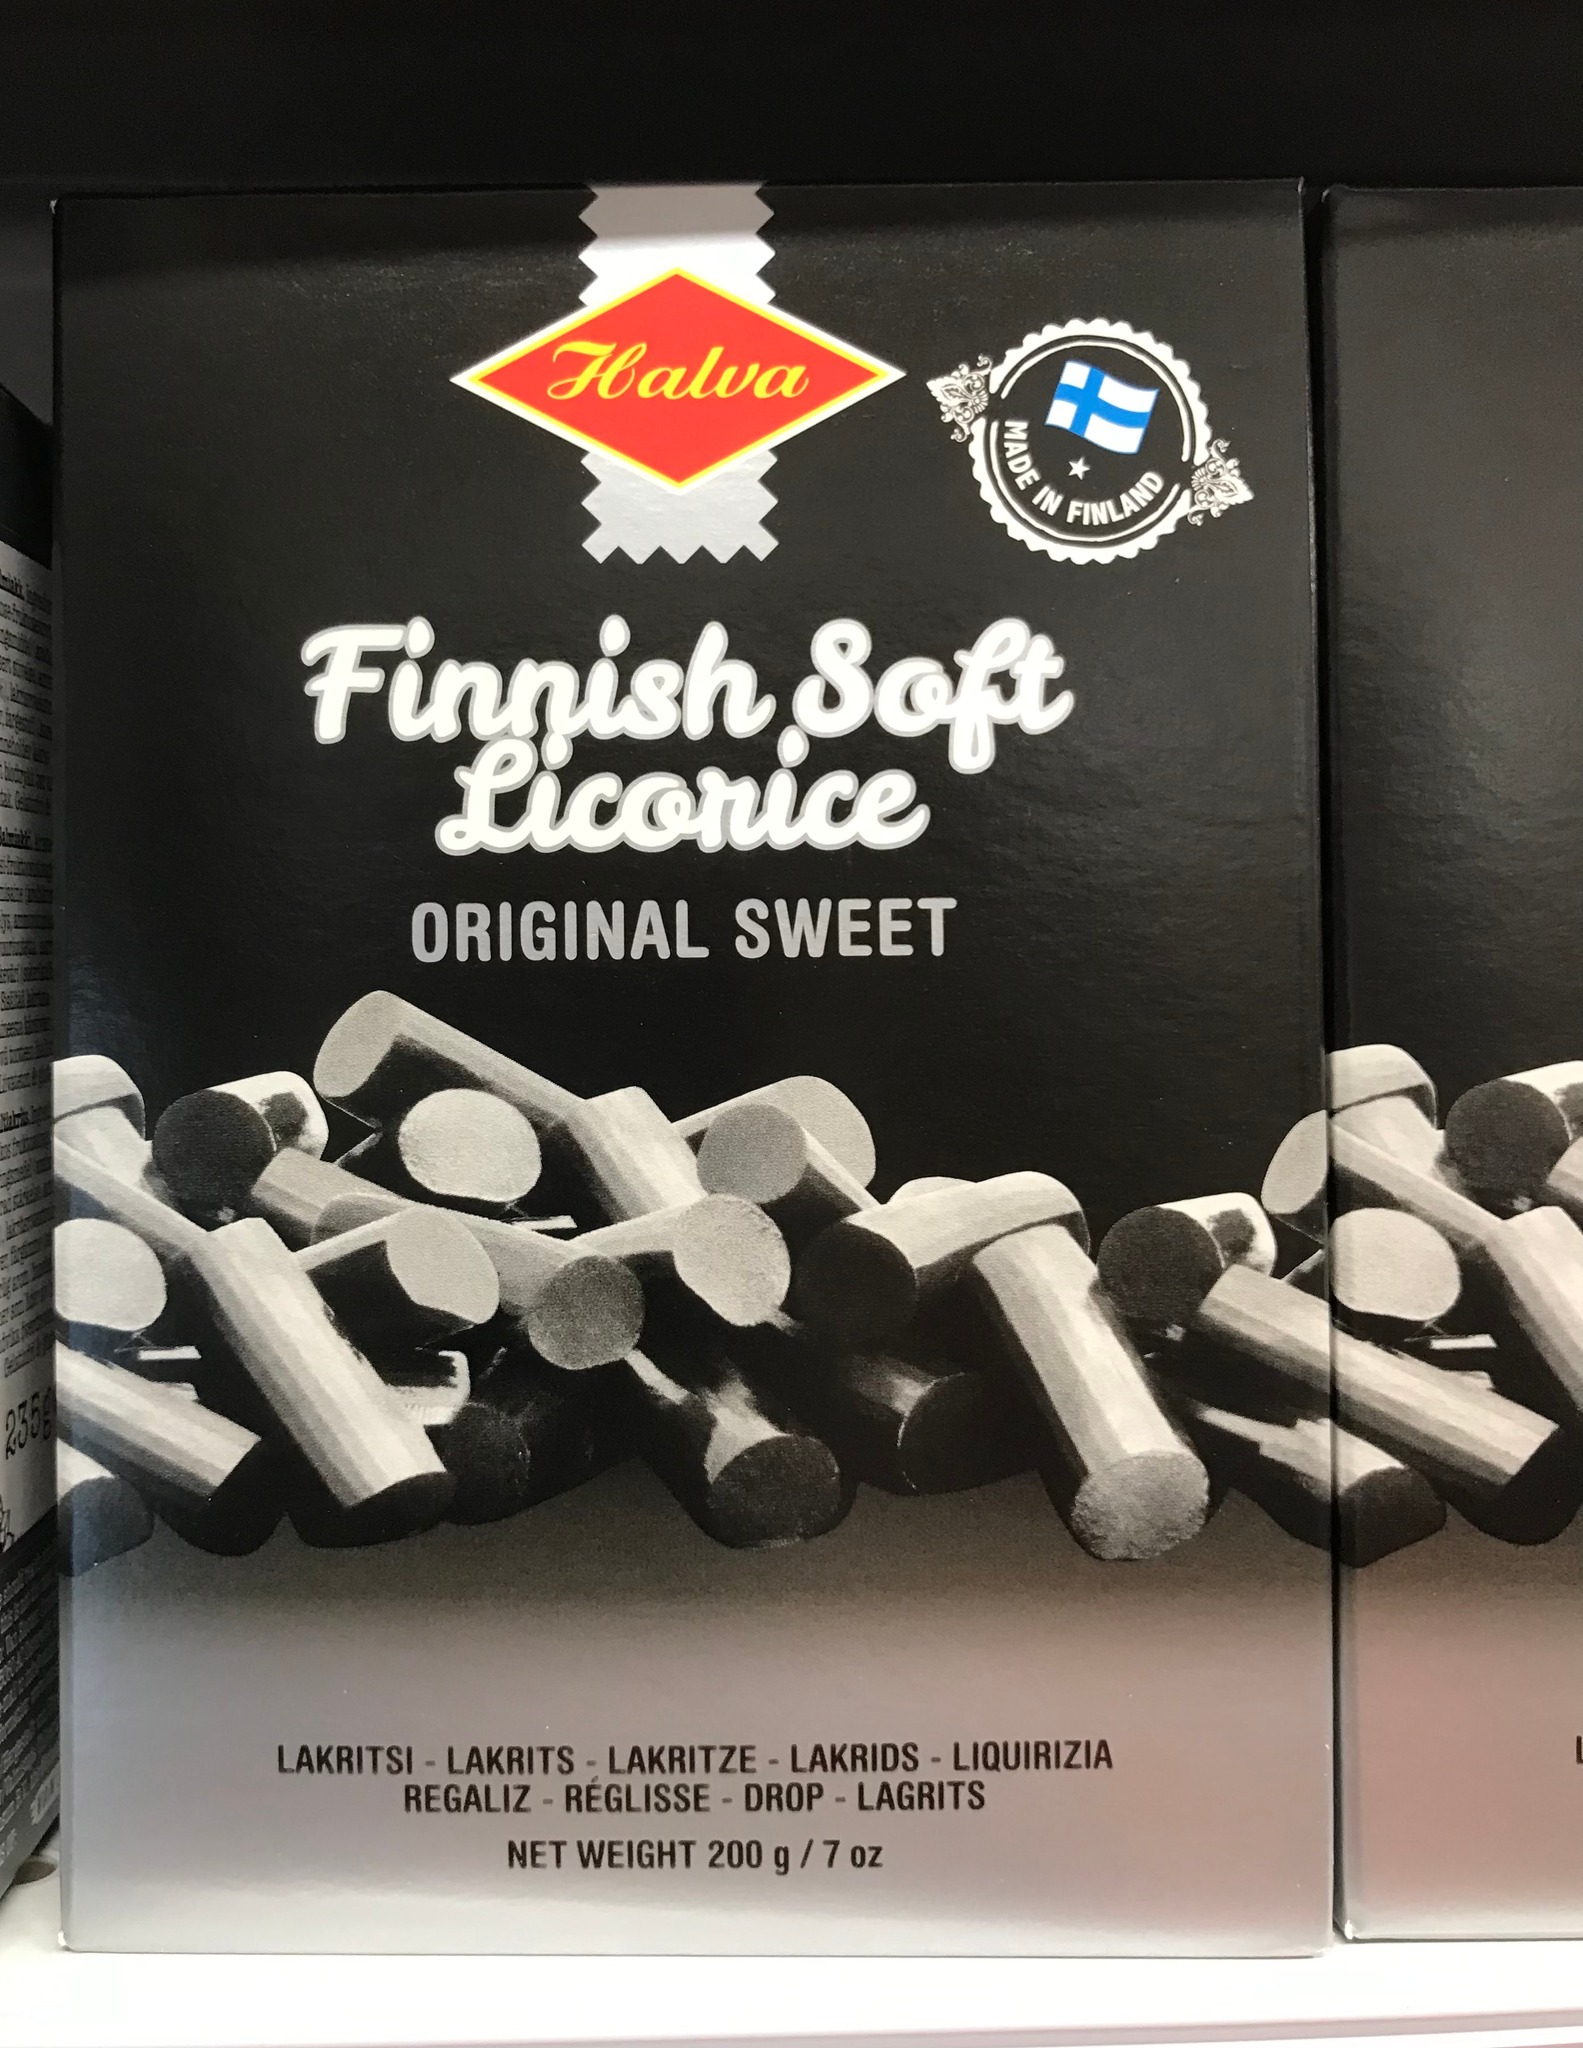 Halva
MADE IN FINLAND
Finnish Soft
Licorice
ORIGINAL SWEET
LAKRITSI - LAKRITS - LAKRITZE - LAKRIDS - LIQUIRIZIA
REGALIZ - RÉGLISSE - DROP - LAGRITS
NET WEIGHT 200 g / 7 oz
235g